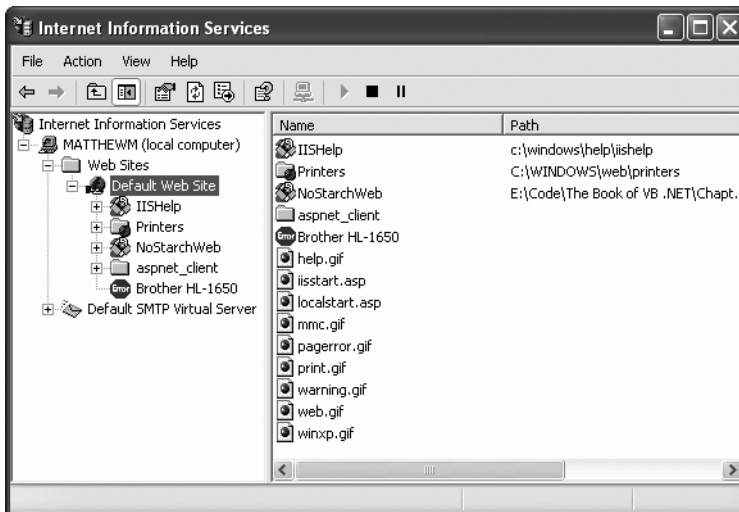 Internet Information Services
File Action View Help
Internet Information Services
MATTHEWM (local computer)
Web Sites
Default Web Site
IISHelp
Printers
NoStarchWeb
aspnet_client
Error Brother HL-1650
Default SMTP Virtual Server
Name Path
IISHelp c:\windows\help\iishelp
Printers C:\WINDOWS\web\printers
NoStarchWeb E:\Code\The Book of VB .NET\Chapt.
aspnet_client
Error Brother HL-1650
help.gif
iisstart.asp
localstart.asp
mmc.gif
pagerror.gif
print.gif
warning.gif
web.gif
winxp.gif